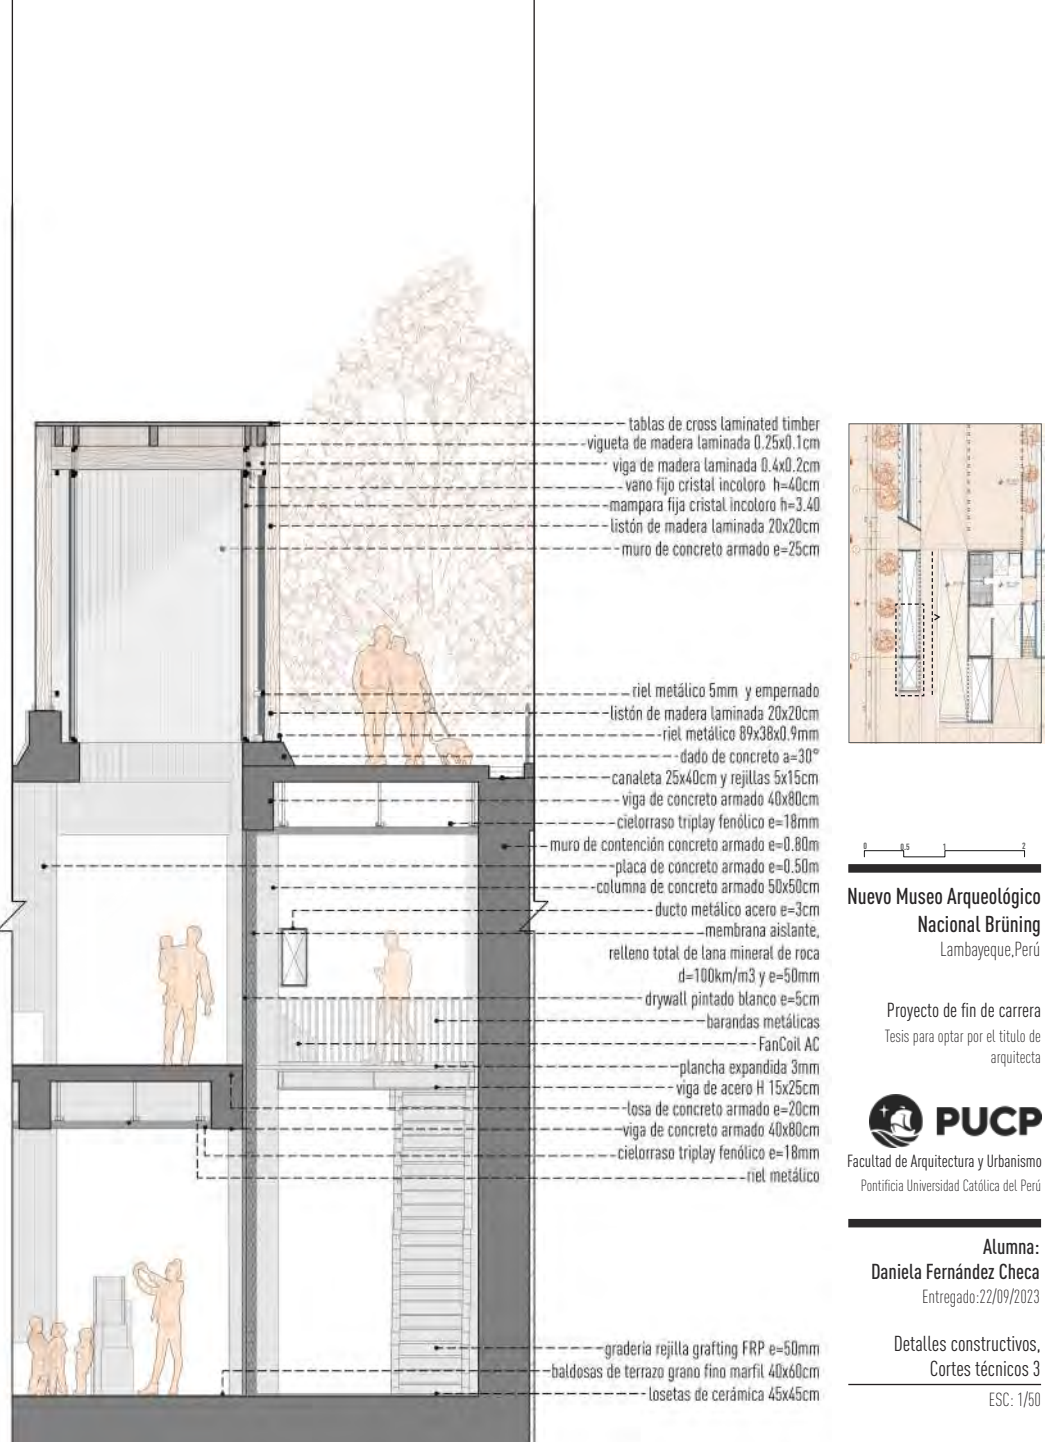 tablas de cross laminated timber
vigueta de madera laminada 0.25x0.1cm
viga de madera laminada 0.4x0.2cm
vano fijo cristal incoloro h=40cm
mampara fija cristal incoloro h=3.40
listón de madera laminada 20x20cm
muro de concreto armado e=25cm
riel metálico 5mm y empernado
listón de madera laminada 20x20cm
riel metálico 89x38x0.9mm
dado de concreto a=30°
canaleta 25x40cm y rejillas 5x15cm
viga de concreto armado 40x80cm
cielorraso triplay fenólico e=18mm
muro de contención concreto armado e=0.80m
placa de concreto armado e=0.50m
columna de concreto armado 50x50cm
ducto metálico acero e=3cm
membrana aislante,
relleno total de lana mineral de roca
d=100km/m3 y e=50mm
drywall pintado blanco e=5cm
barandas metálicas
FanCoil AC
plancha expandida 3mm
viga de acero H 15x25cm
losa de concreto armado e=20cm
viga de concreto armado 40x80cm
cielorraso triplay fenólico e=18mm
riel metálico
graderia rejilla grafting FRP e=50mm
baldosas de terrazo grano fino marfil 40x60cm
losetas de cerámica 45x45cm
0 0.5 1 2
Nuevo Museo Arqueológico
Nacional Brüning
Lambayeque,Perú
Proyecto de fin de carrera
Tesis para optar por el titulo de
arquitecta
PUCP
Facultad de Arquitectura y Urbanismo
Pontificia Universidad Católica del Perú
Alumna:
Daniela Fernández Checa
Entregado:22/09/2023
Detalles constructivos,
Cortes técnicos 3
ESC: 1/50